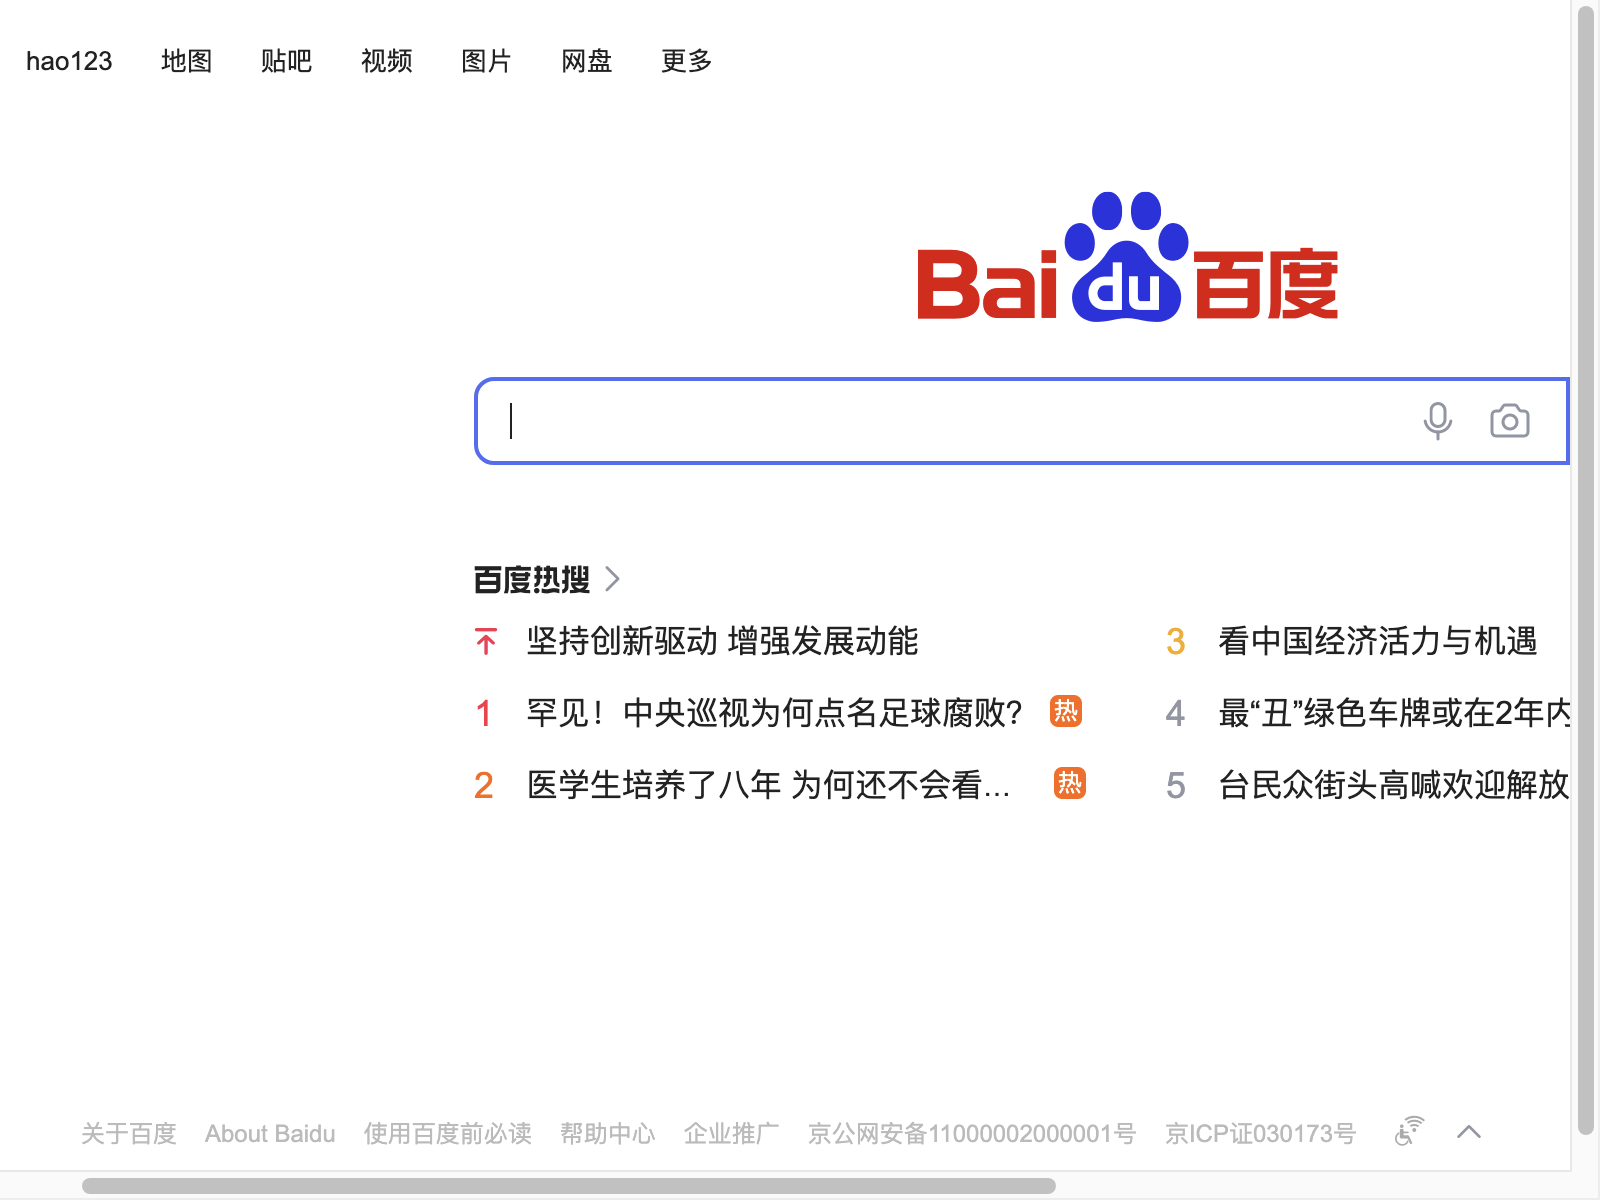 hao123 地图 贴吧 视频 图片 网盘 更多
Bai du 百度
百度热搜
坚持创新驱动 增强发展动能
1 罕见！中央巡视为何点名足球腐败? 热
2 医学生培养了八年 为何还不会看... 热
3 看中国经济活力与机遇
4 最“丑”绿色车牌或在2年内
5 台民众街头高喊欢迎解放
关于百度 About Baidu 使用百度前必读 帮助中心 企业推广 京公网安备11000002000001号 京ICP证030173号